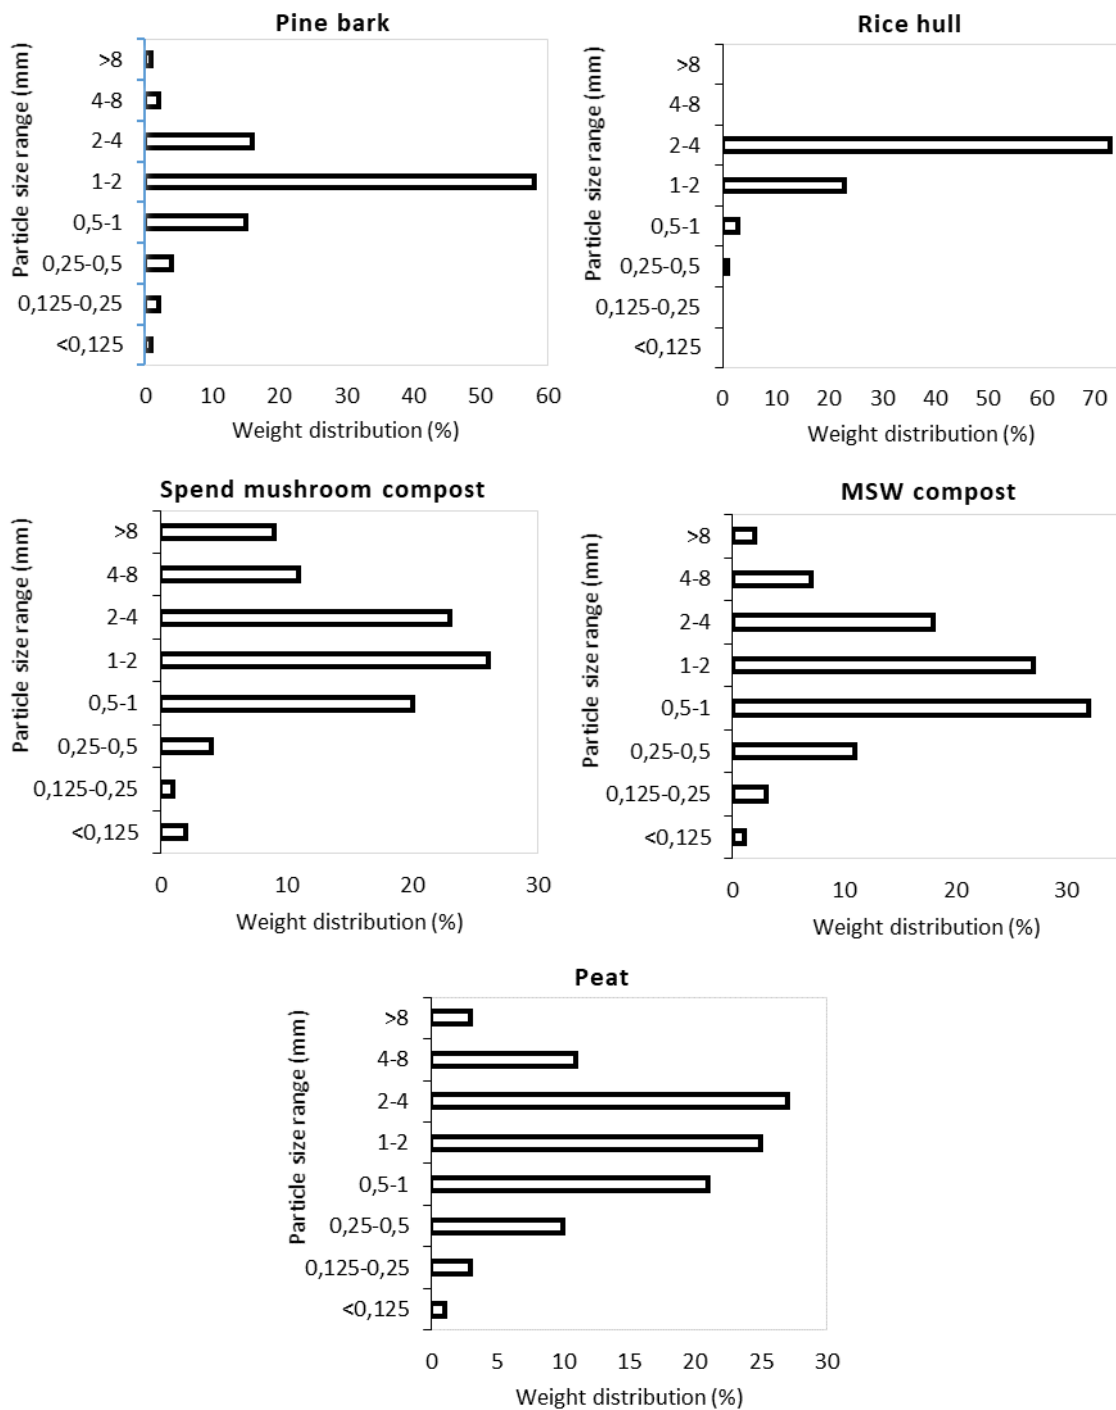 Pine bark
Particle size range (mm)
>8
4-8
2-4
1-2
0,5-1
0,25-0,5
0,125-0,25
<0,125
0 10 20 30 40 50 60
Weight distribution (%)
Rice hull
Particle size range (mm)
>8
4-8
2-4
1-2
0,5-1
0,25-0,5
0,125-0,25
<0,125
0 10 20 30 40 50 60 70
Weight distribution (%)
Spend mushroom compost
Particle size range (mm)
>8
4-8
2-4
1-2
0,5-1
0,25-0,5
0,125-0,25
<0,125
0 10 20 30
Weight distribution (%)
MSW compost
Particle size range (mm)
>8
4-8
2-4
1-2
0,5-1
0,25-0,5
0,125-0,25
<0,125
0 10 20 30
Weight distribution (%)
Peat
Particle size range (mm)
>8
4-8
2-4
1-2
0,5-1
0,25-0,5
0,125-0,25
<0,125
0 5 10 15 20 25 30
Weight distribution (%)